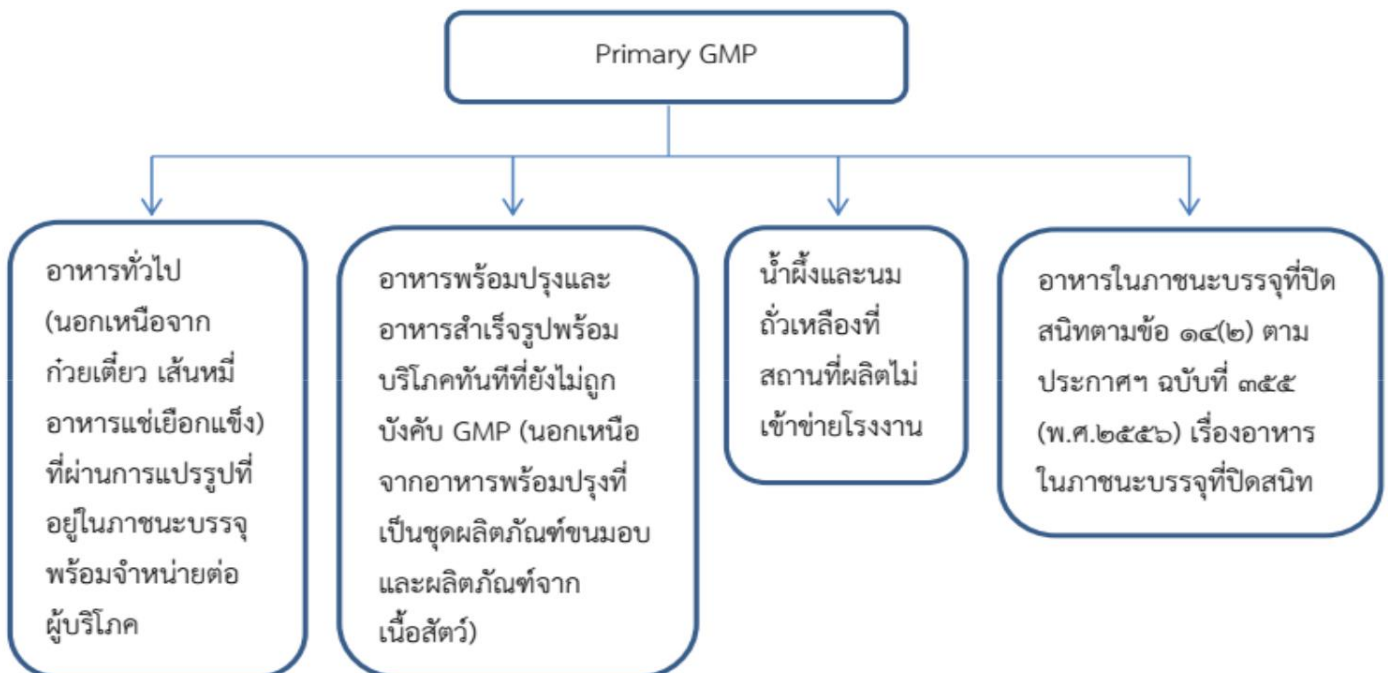 Primary GMP
อาหารทั่วไป
(นอกเหนือจาก
ก๋วยเตี๋ยว เส้นหมี่
อาหารแช่เยือกแข็ง)
ที่ผ่านการแปรรูปที่
อยู่ในภาชนะบรรจุ
พร้อมจำหน่ายต่อ
ผู้บริโภค
อาหารพร้อมปรุงและ
อาหารสำเร็จรูปพร้อม
บริโภคทันทีที่ยังไม่ถูก
บังคับ GMP (นอกเหนือ
จากอาหารพร้อมปรุงที่
เป็นชุดผลิตภัณฑ์ขนมอบ
และผลิตภัณฑ์จาก
เนื้อสัตว์)
น้ำผึ้งและนม
ถั่วเหลืองที่
สถานที่ผลิตไม่
เข้าข่ายโรงงาน
อาหารในภาชนะบรรจุที่ปิด
สนิทตามข้อ ๑๔(๒) ตาม
ประกาศฯ ฉบับที่ ๓๕๕
(พ.ศ.๒๕๕๖) เรื่องอาหาร
ในภาชนะบรรจุที่ปิดสนิท